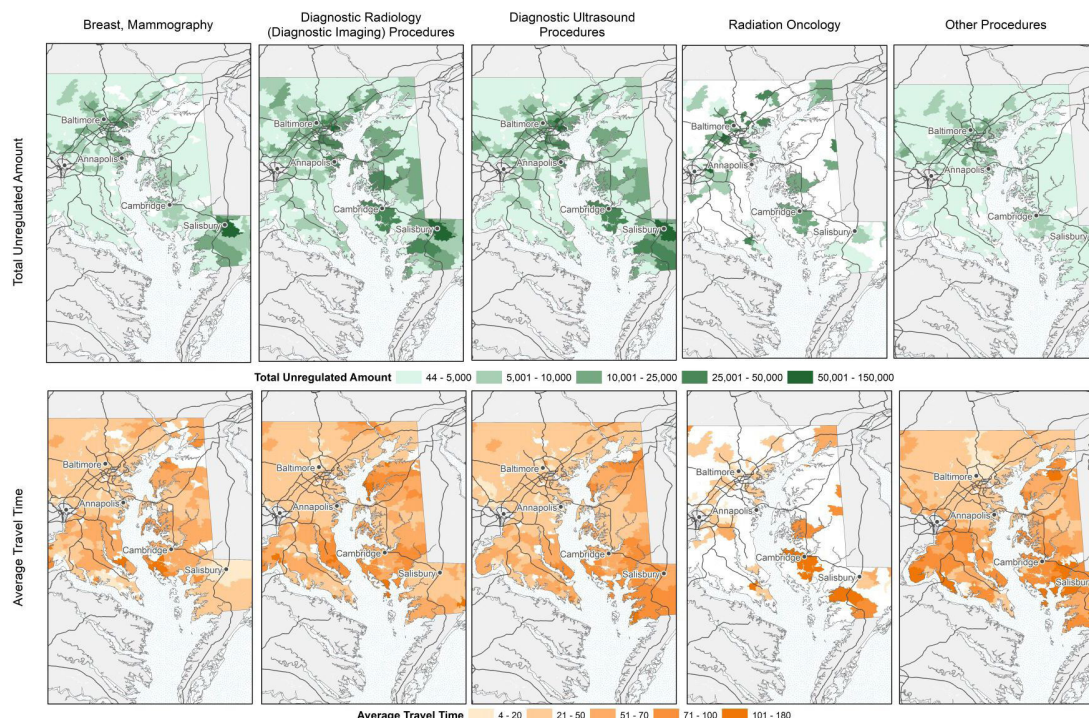 Breast, Mammography
Diagnostic Radiology
(Diagnostic Imaging) Procedures
Diagnostic Ultrasound
Procedures
Radiation Oncology
Other Procedures
Total Unregulated Amount
Baltimore
Annapolis
Cambridge
Salisbury
Baltimore
Annapolis
Cambridge
Salisbury
Baltimore
Annapolis
Cambridge
Salisbury
Baltimore
Annapolis
Cambridge
Salisbury
Baltimore
Annapolis
Cambridge
Salisbury
Total Unregulated Amount 44 - 5,000 5,001 - 10,000 10,001 - 25,000 25,001 - 50,000 50,001 - 150,000
Average Travel Time
Baltimore
Annapolis
Cambridge
Salisbury
Baltimore
Annapolis
Cambridge
Salisbury
Baltimore
Annapolis
Cambridge
Salisbury
Baltimore
Annapolis
Cambridge
Salisbury
Baltimore
Annapolis
Cambridge
Salisbury
Average Travel Time 4 - 20 21 - 50 51 - 70 71 - 100 101 - 180